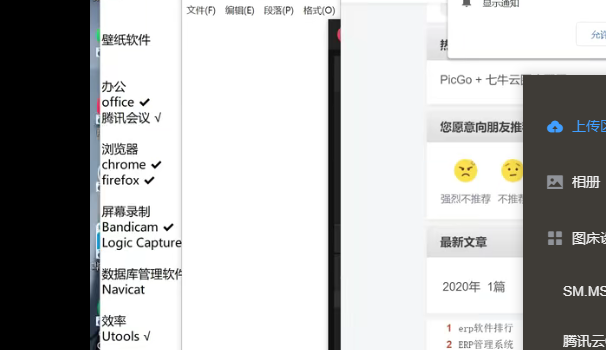 壁纸软件
办公
office ✔
腾讯会议 √
浏览器
chrome ✔
firefox ✔
屏幕录制
Bandicam ✔
Logic Capture
数据库管理软件
Navicat
效率
Utools √
文件(F) 编辑(E) 段落(P) 格式(O)
PicGo + 七牛云
您愿意向朋友推
强烈不推荐 不推
最新文章
2020年 1篇
1 erp软件排行
2 ERP管理系统
显示通知
上传
相册
图床
SM.MS
腾讯云